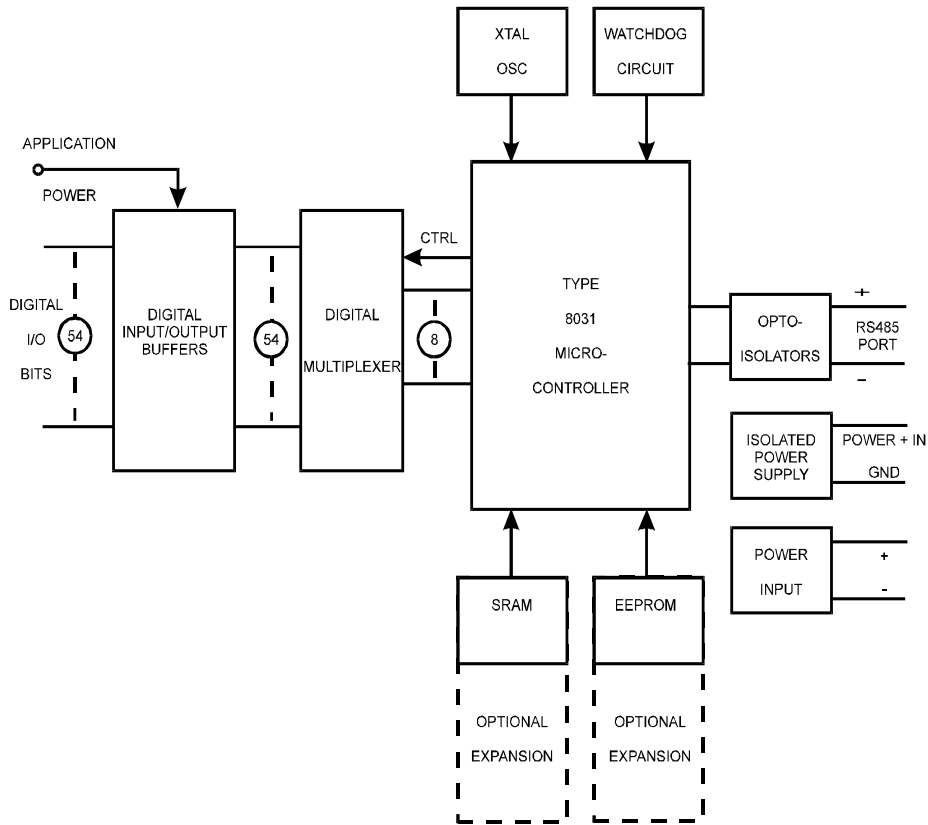 XTAL
OSC
WATCHDOG
CIRCUIT
APPLICATION
POWER
CTRL
DIGITAL
I/O
BITS
54
DIGITAL
INPUT/OUTPUT
BUFFERS
54
DIGITAL
MULTIPLEXER
8
TYPE
8031
MICRO-
CONTROLLER
OPTO-
ISOLATORS
+
RS485
PORT
–
ISOLATED
POWER
SUPPLY
POWER + IN
GND
POWER
INPUT
+
-
SRAM
EEPROM
OPTIONAL
EXPANSION
OPTIONAL
EXPANSION